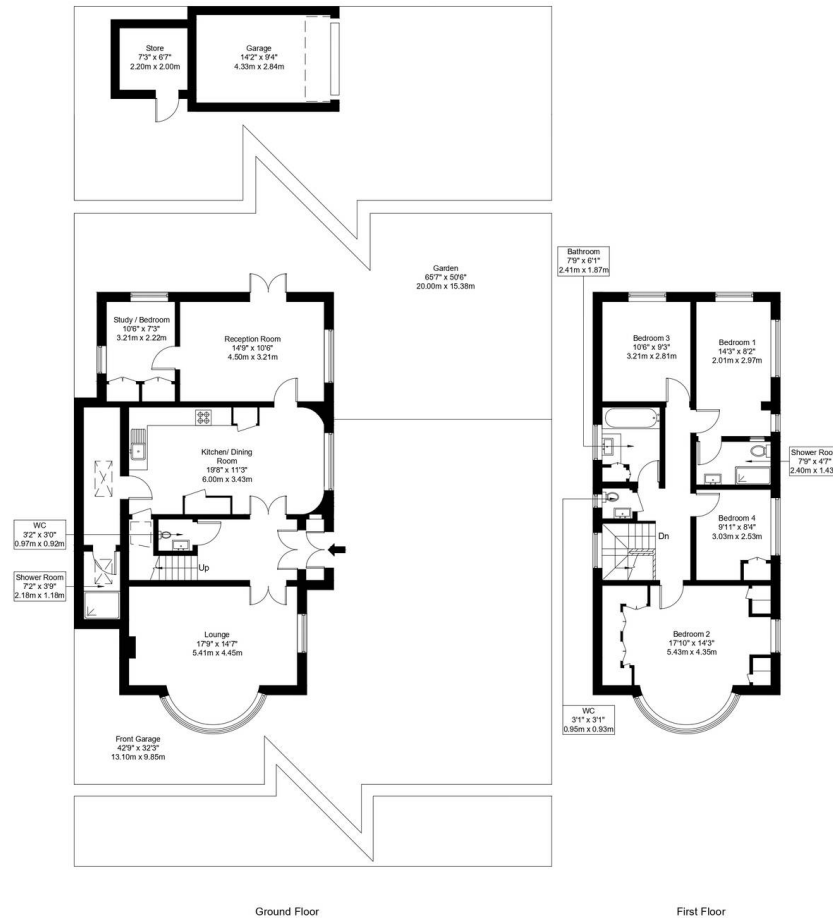 Store
7'3" x 6'7"
2.20m x 2.00m
Garage
14'2" x 9'4"
4.33m x 2.84m
Garden
65'7" x 50'6"
20.00m x 15.38m
Study / Bedroom
10'6" x 7'3"
3.21m x 2.22m
Reception Room
14'9" x 10'6"
4.50m x 3.21m
Kitchen/ Dining
Room
19'8" x 11'3"
6.00m x 3.43m
WC
3'2" x 3'0"
0.97m x 0.92m
Shower Room
7'2" x 3'9"
2.18m x 1.18m
Up
Lounge
17'9" x 14'7"
5.41m x 4.45m
Front Garage
42'9" x 32'3"
13.10m x 9.85m
Ground Floor
Bathroom
7'9" x 6'1"
2.41m x 1.87m
Bedroom 3
10'6" x 9'3"
3.21m x 2.81m
Bedroom 1
14'3" x 8'2"
2.01m x 2.97m
Shower Roo
7'9" x 4'7"
2.40m x 1.43
Bedroom 4
9'11" x 8'4"
3.03m x 2.53m
Dn
Bedroom 2
17'10" x 14'3"
5.43m x 4.35m
WC
3'1" x 3'1"
0.95m x 0.93m
First Floor